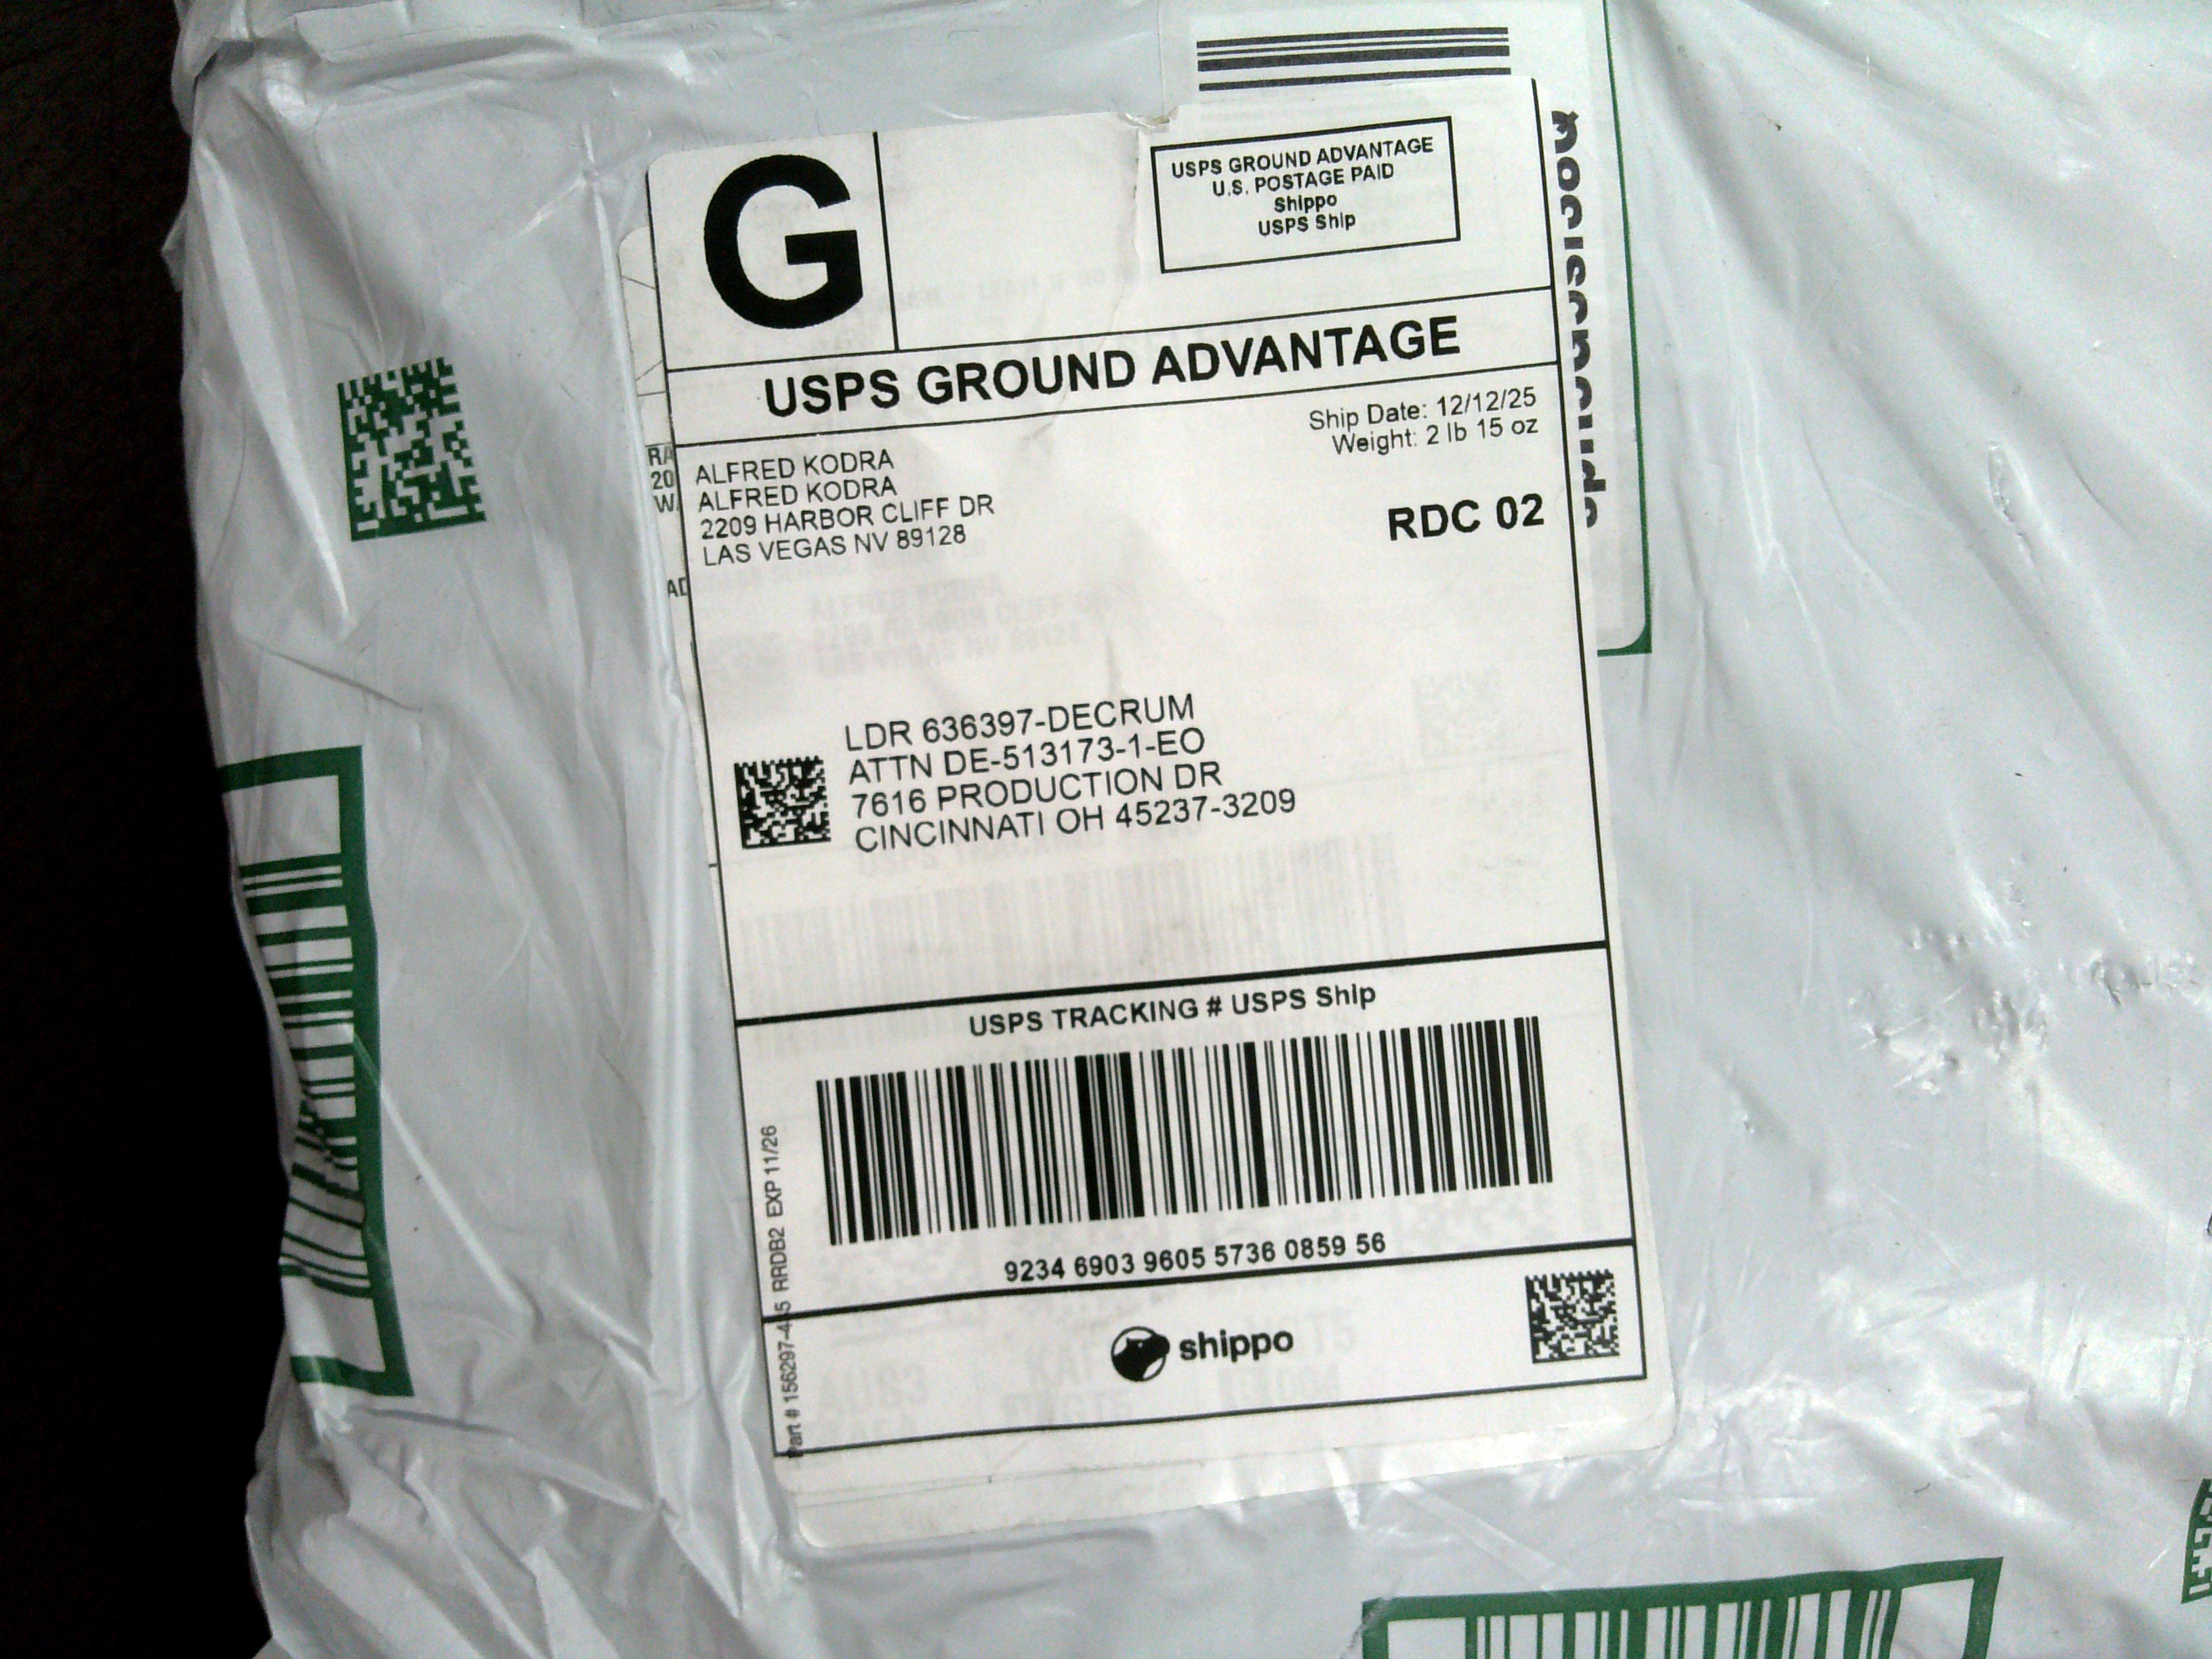 G
USPS GROUND ADVANTAGE
U.S. POSTAGE PAID
Shippo
USPS Ship
USPS GROUND ADVANTAGE
Ship Date: 12/12/25
Weight: 2 lb 15 oz
RDC 02
ALFRED KODRA
ALFRED KODRA
2209 HARBOR CLIFF DR
LAS VEGAS NV 89128
RA
20
W
AD
LDR 636397-DECRUM
ATTN DE-513173-1-EO
7616 PRODUCTION DR
CINCINNATI OH 45237-3209
USPS TRACKING # USPS Ship
9234 6903 9605 5736 0859 56
RRDB2 EXP 11/26
shippo